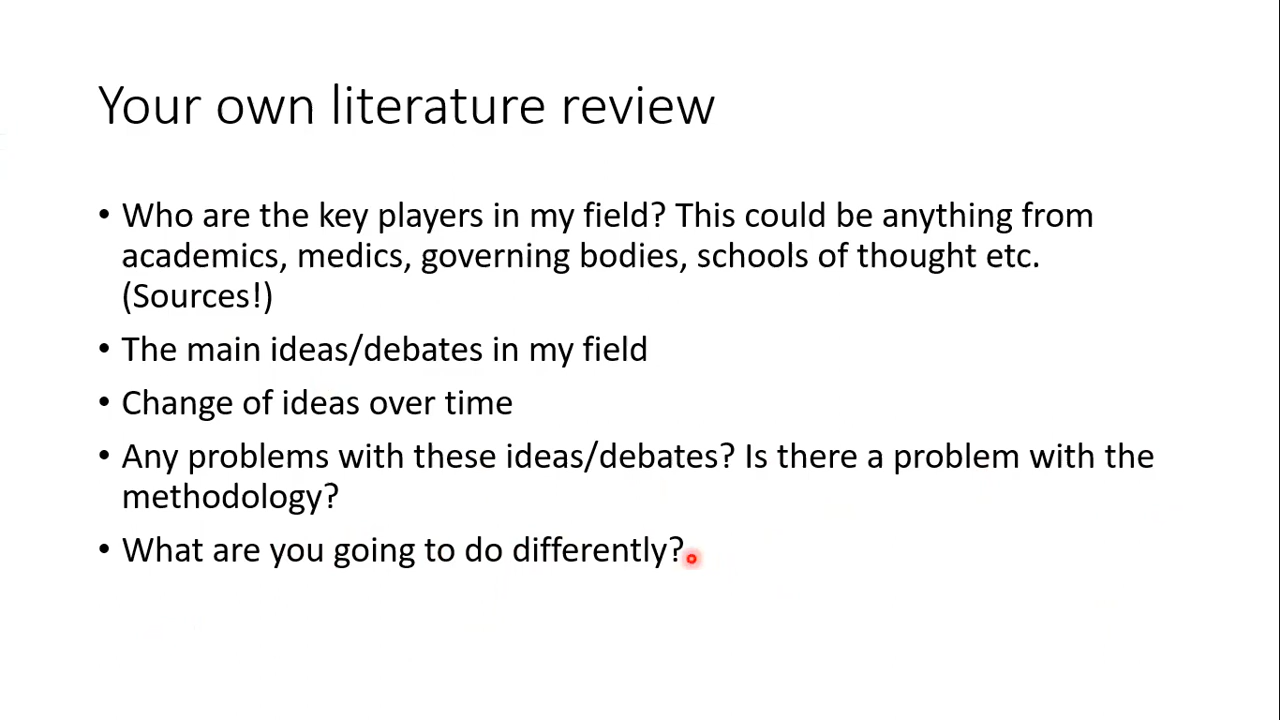 Your own literature review
• Who are the key players in my field? This could be anything from
academics, medics, governing bodies, schools of thought etc.
(Sources!)
• The main ideas/debates in my field
• Change of ideas over time
• Any problems with these ideas/debates? Is there a problem with the
methodology?
• What are you going to do differently?